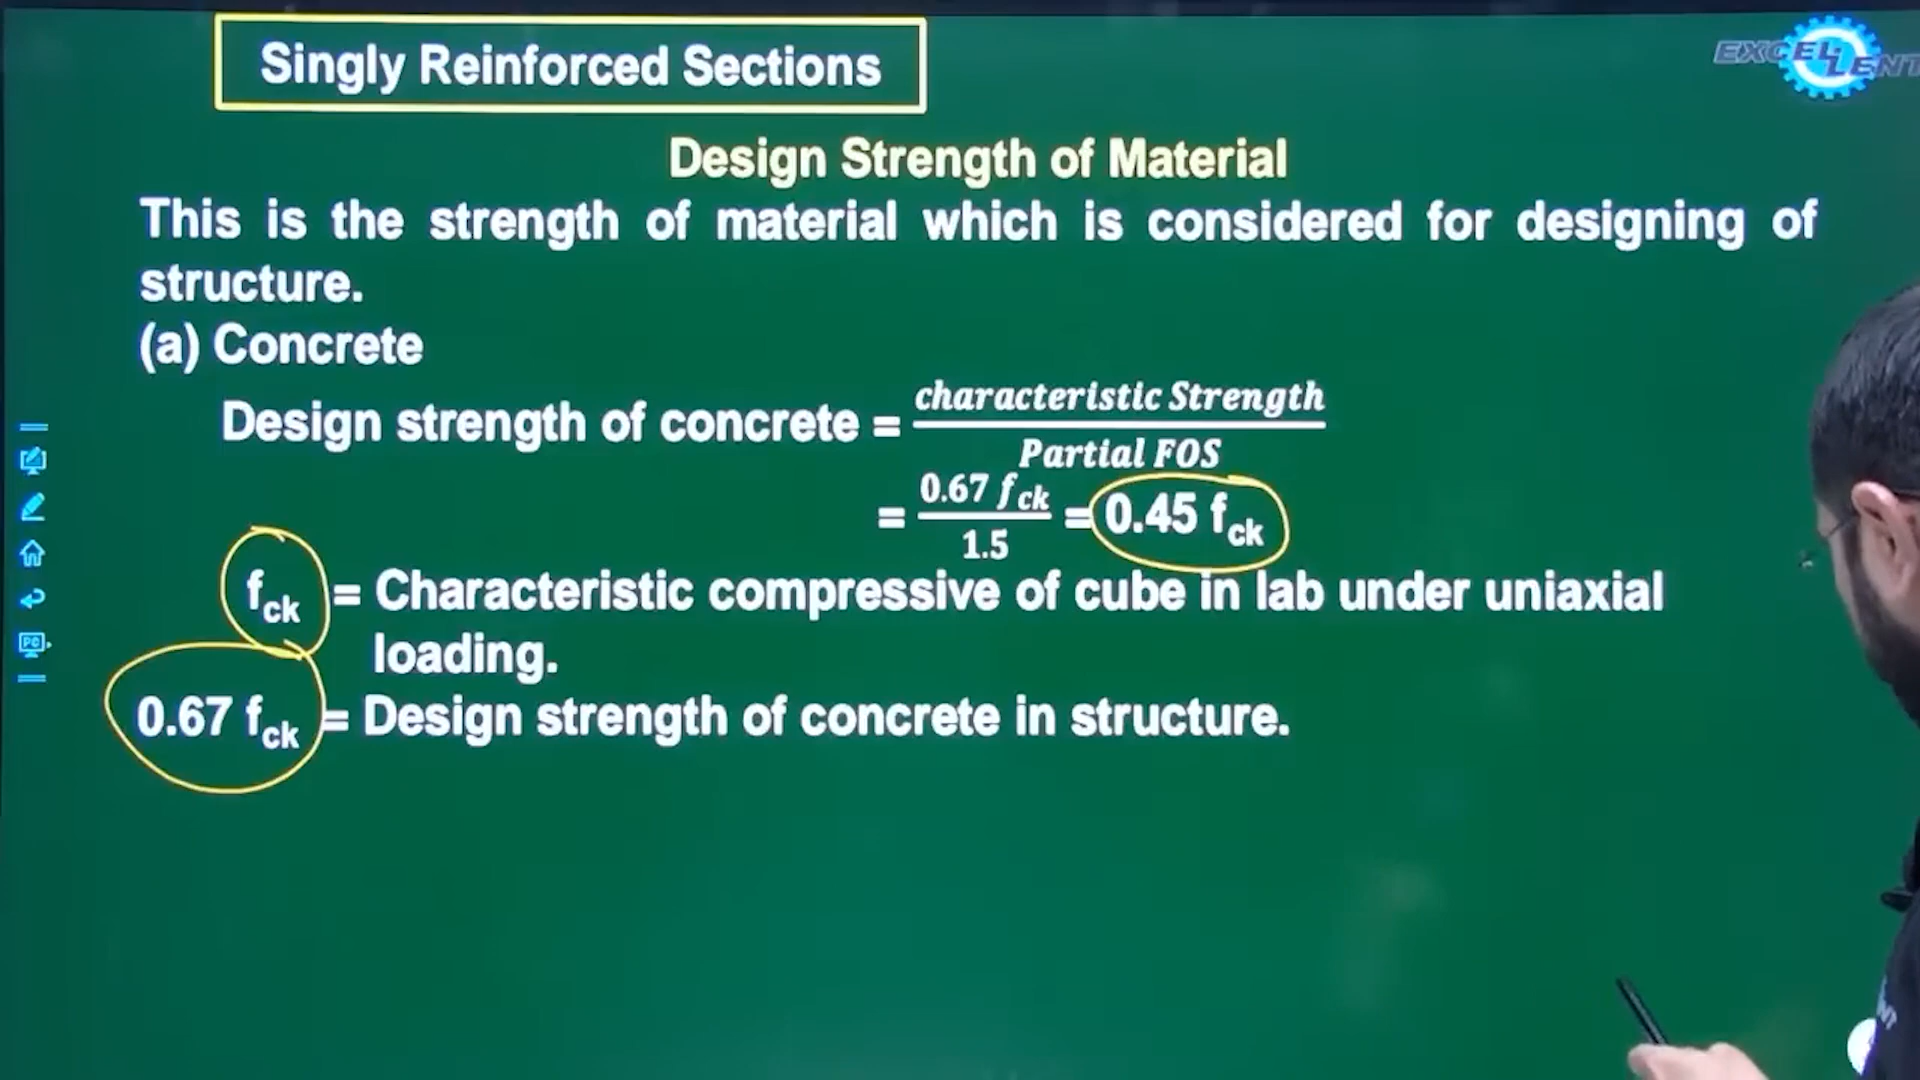 Singly Reinforced Sections
EXCELLENT
Design Strength of Material
This is the strength of material which is considered for designing of
structure.
(a) Concrete
Design strength of concrete = characteristic Strength / Partial FOS
= 0.67 fck / 1.5 = 0.45 fck
fck = Characteristic compressive of cube in lab under uniaxial
loading.
0.67 fck = Design strength of concrete in structure.
PC